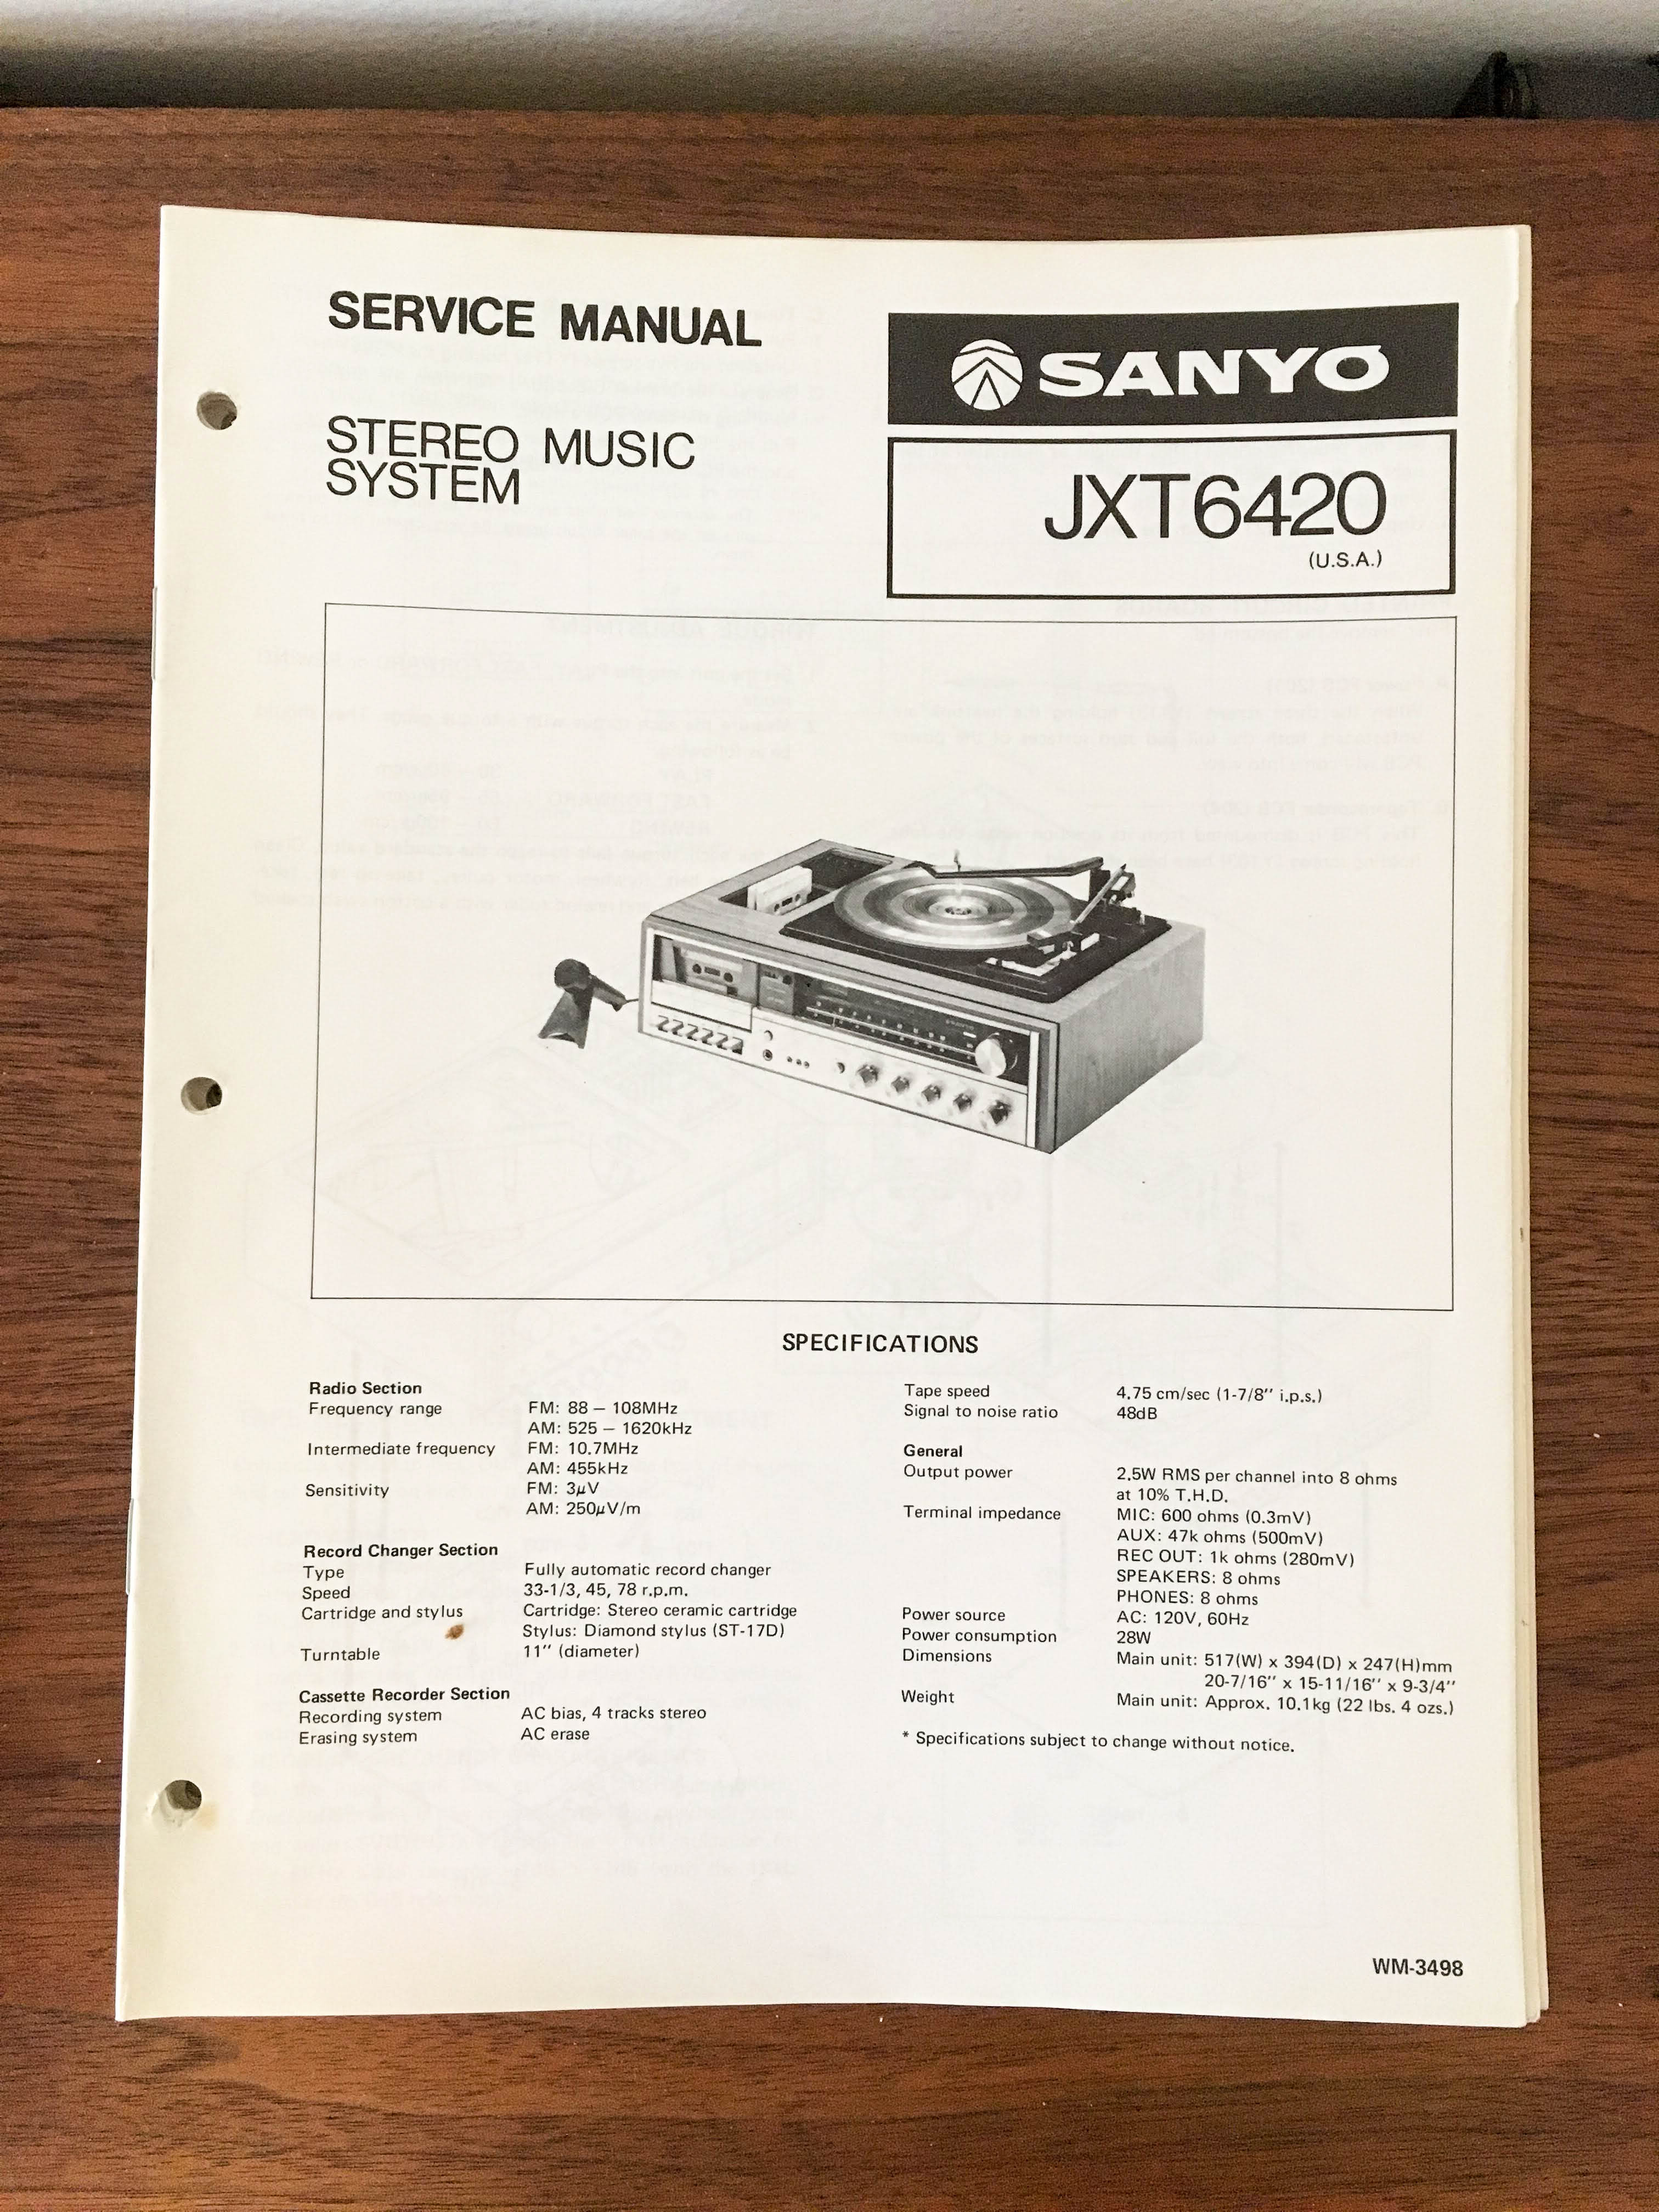 SERVICE MANUAL
STEREO MUSIC
SYSTEM
SANYO
JXT6420
(U.S.A.)
SPECIFICATIONS
Radio Section
Frequency range FM: 88 – 108MHz
AM: 525 – 1620kHz
Intermediate frequency FM: 10.7MHz
AM: 455kHz
Sensitivity FM: 3μV
AM: 250μV/m
Record Changer Section
Type Fully automatic record changer
Speed 33-1/3, 45, 78 r.p.m.
Cartridge and stylus Cartridge: Stereo ceramic cartridge
Stylus: Diamond stylus (ST-17D)
Turntable 11″ (diameter)
Cassette Recorder Section
Recording system AC bias, 4 tracks stereo
Erasing system AC erase
Tape speed 4.75 cm/sec (1-7/8″ i.p.s.)
Signal to noise ratio 48dB
General
Output power 2.5W RMS per channel into 8 ohms
at 10% T.H.D.
Terminal impedance MIC: 600 ohms (0.3mV)
AUX: 47k ohms (500mV)
REC OUT: 1k ohms (280mV)
SPEAKERS: 8 ohms
PHONES: 8 ohms
Power source AC: 120V, 60Hz
Power consumption 28W
Dimensions Main unit: 517(W) x 394(D) x 247(H)mm
20-7/16″ x 15-11/16″ x 9-3/4″
Weight Main unit: Approx. 10.1kg (22 lbs. 4 ozs.)
* Specifications subject to change without notice.
WM-3498